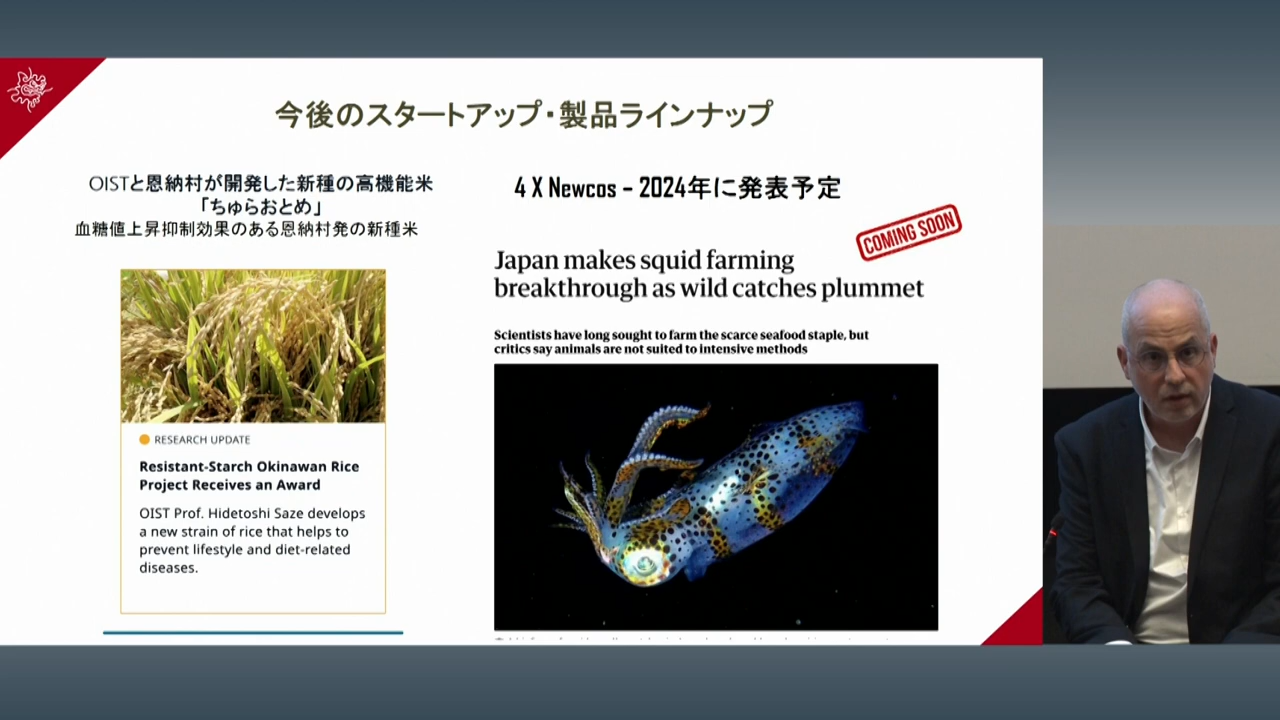 今後のスタートアップ・製品ラインナップ
OISTと恩納村が開発した新種の高機能米
「ちゅらおとめ」
血糖値上昇抑制効果のある恩納村発の新種米
RESEARCH UPDATE
Resistant-Starch Okinawan Rice
Project Receives an Award
OIST Prof. Hidetoshi Saze develops
a new strain of rice that helps to
prevent lifestyle and diet-related
diseases.
4 X Newcos – 2024年に発表予定
COMING SOON
Japan makes squid farming
breakthrough as wild catches plummet
Scientists have long sought to farm the scarce seafood staple, but
critics say animals are not suited to intensive methods